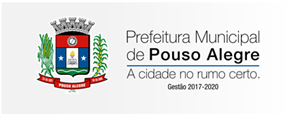 Prefeitura Municipal
de Pouso Alegre
A cidade no rumo certo.
Gestão 2017-2020
POUSO ALEGRE